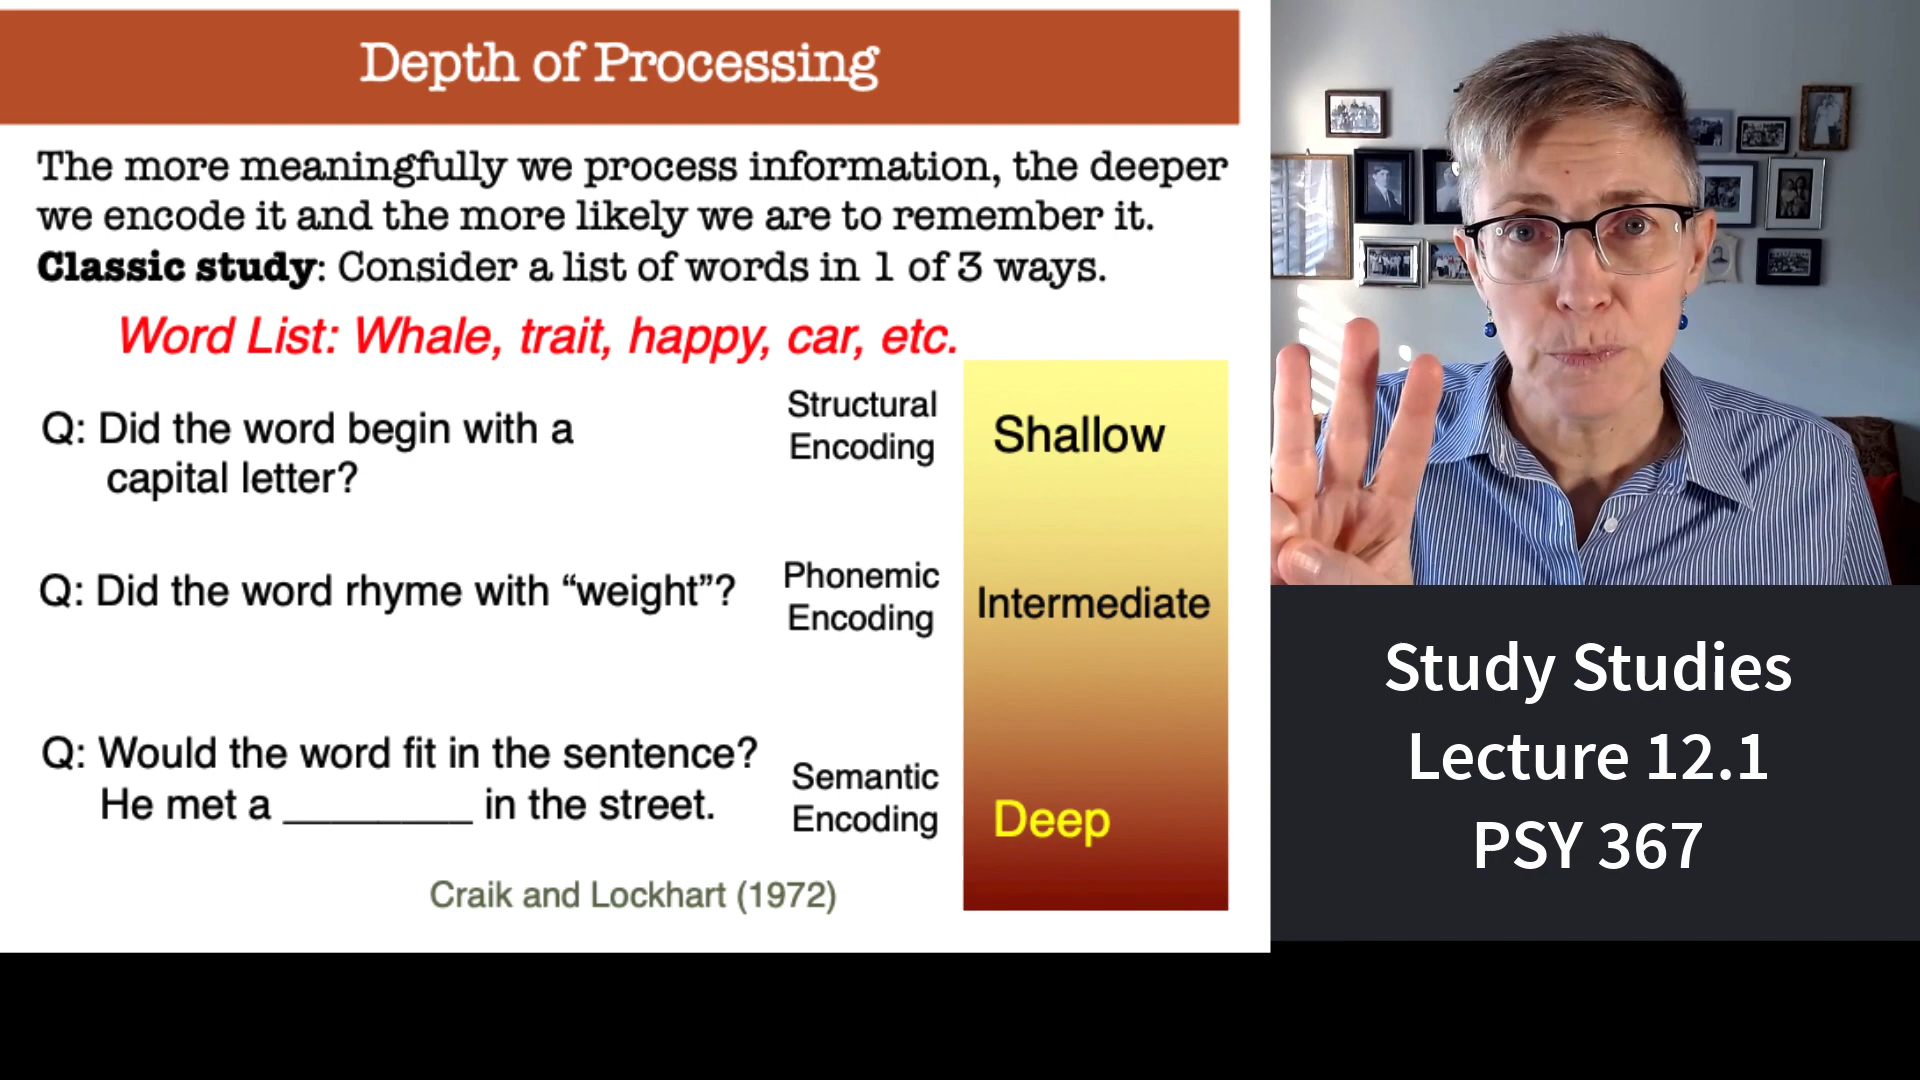 Depth of Processing
The more meaningfully we process information, the deeper
we encode it and the more likely we are to remember it.
Classic study: Consider a list of words in 1 of 3 ways.
Word List: Whale, trait, happy, car, etc.
Q: Did the word begin with a
capital letter?
Structural
Encoding
Shallow
Q: Did the word rhyme with “weight”?
Phonemic
Encoding
Intermediate
Q: Would the word fit in the sentence?
He met a ________ in the street.
Semantic
Encoding
Deep
Craik and Lockhart (1972)
Study Studies
Lecture 12.1
PSY 367